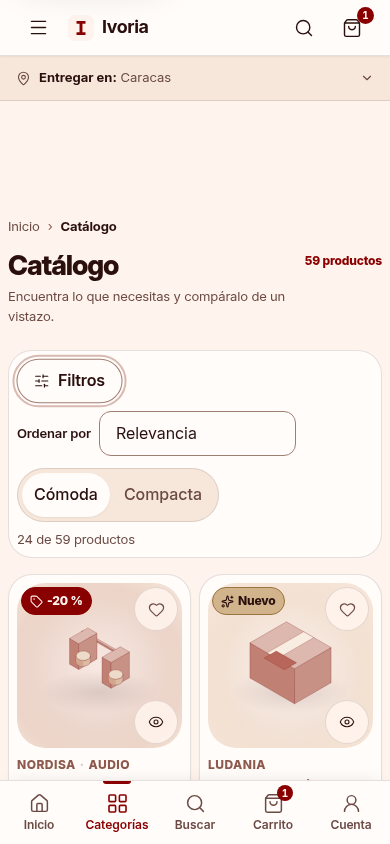 I Ivoria
1
Entregar en: Caracas
Inicio › Catálogo
Catálogo
59 productos
Encuentra lo que necesitas y compáralo de un
vistazo.
Filtros
Ordenar por Relevancia
Cómoda Compacta
24 de 59 productos
-20 % Nuevo
NORDISA · AUDIO LUDANIA
1
Inicio Categorías Buscar Carrito Cuenta